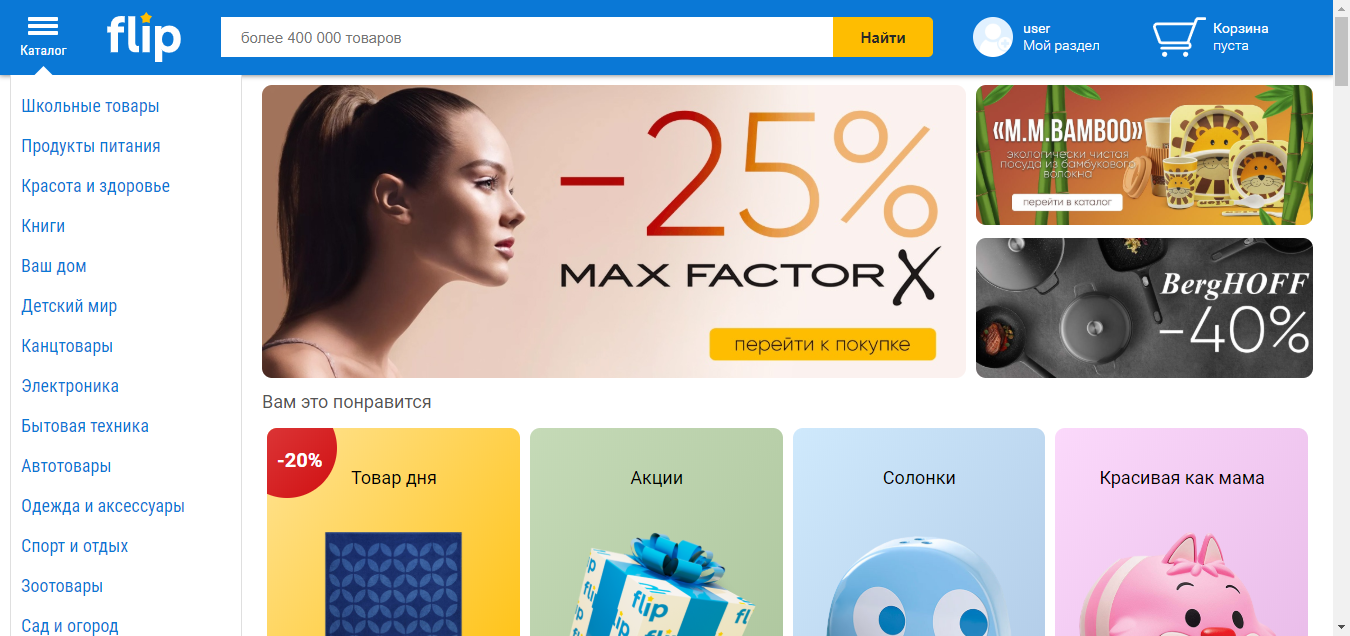 Каталог
flip
более 400 000 товаров
Найти
user
Мой раздел
Корзина
пуста
Школьные товары
Продукты питания
Красота и здоровье
Книги
Ваш дом
Детский мир
Канцтовары
Электроника
Бытовая техника
Автотовары
Одежда и аксессуары
Спорт и отдых
Зоотовары
Сад и огород
-25%
MAX FACTOR X
перейти к покупке
«M.M.BAMBOO»
экологически чистая
посуда из бамбукового
волокна
перейти в каталог
BergHOFF
-40%
Вам это понравится
-20%
Товар дня
Акции
flip
Солонки
Красивая как мама